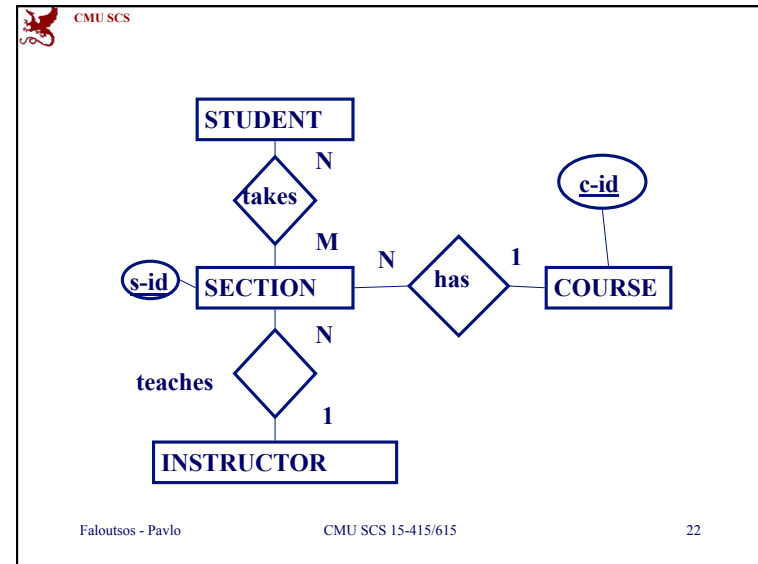 CMU SCS
STUDENT
N
takes
c-id
M
N
1
s-id
SECTION
has
COURSE
N
teaches
1
INSTRUCTOR
Faloutsos - Pavlo
CMU SCS 15-415/615
22